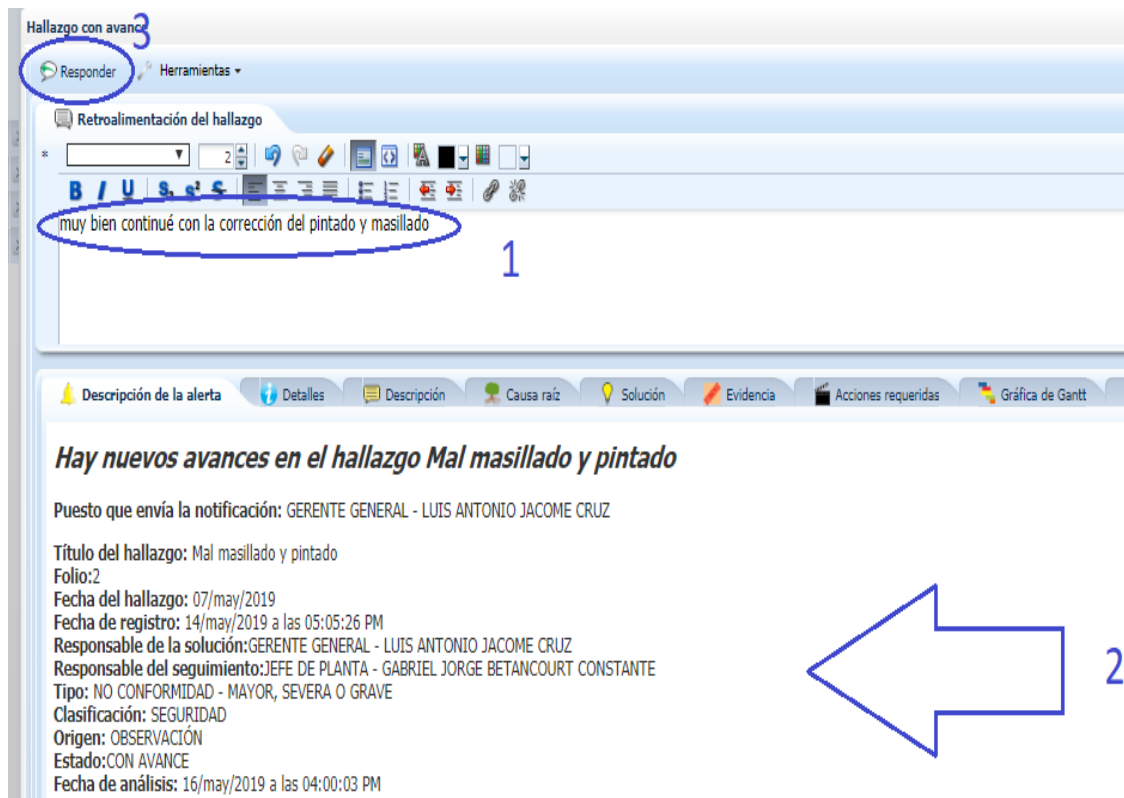 Hallazgo con avance
3
Responder Herramientas
Retroalimentación del hallazgo
* 2
B I U S, s² S
muy bien continué con la corrección del pintado y masillado
1
Descripción de la alerta Detalles Descripción Causa raíz Solución Evidencia Acciones requeridas Gráfica de Gantt
Hay nuevos avances en el hallazgo Mal masillado y pintado
Puesto que envía la notificación: GERENTE GENERAL - LUIS ANTONIO JACOME CRUZ
Título del hallazgo: Mal masillado y pintado
Folio:2
Fecha del hallazgo: 07/may/2019
Fecha de registro: 14/may/2019 a las 05:05:26 PM
Responsable de la solución:GERENTE GENERAL - LUIS ANTONIO JACOME CRUZ
Responsable del seguimiento:JEFE DE PLANTA - GABRIEL JORGE BETANCOURT CONSTANTE
2
Tipo: NO CONFORMIDAD - MAYOR, SEVERA O GRAVE
Clasificación: SEGURIDAD
Origen: OBSERVACIÓN
Estado:CON AVANCE
Fecha de análisis: 16/may/2019 a las 04:00:03 PM